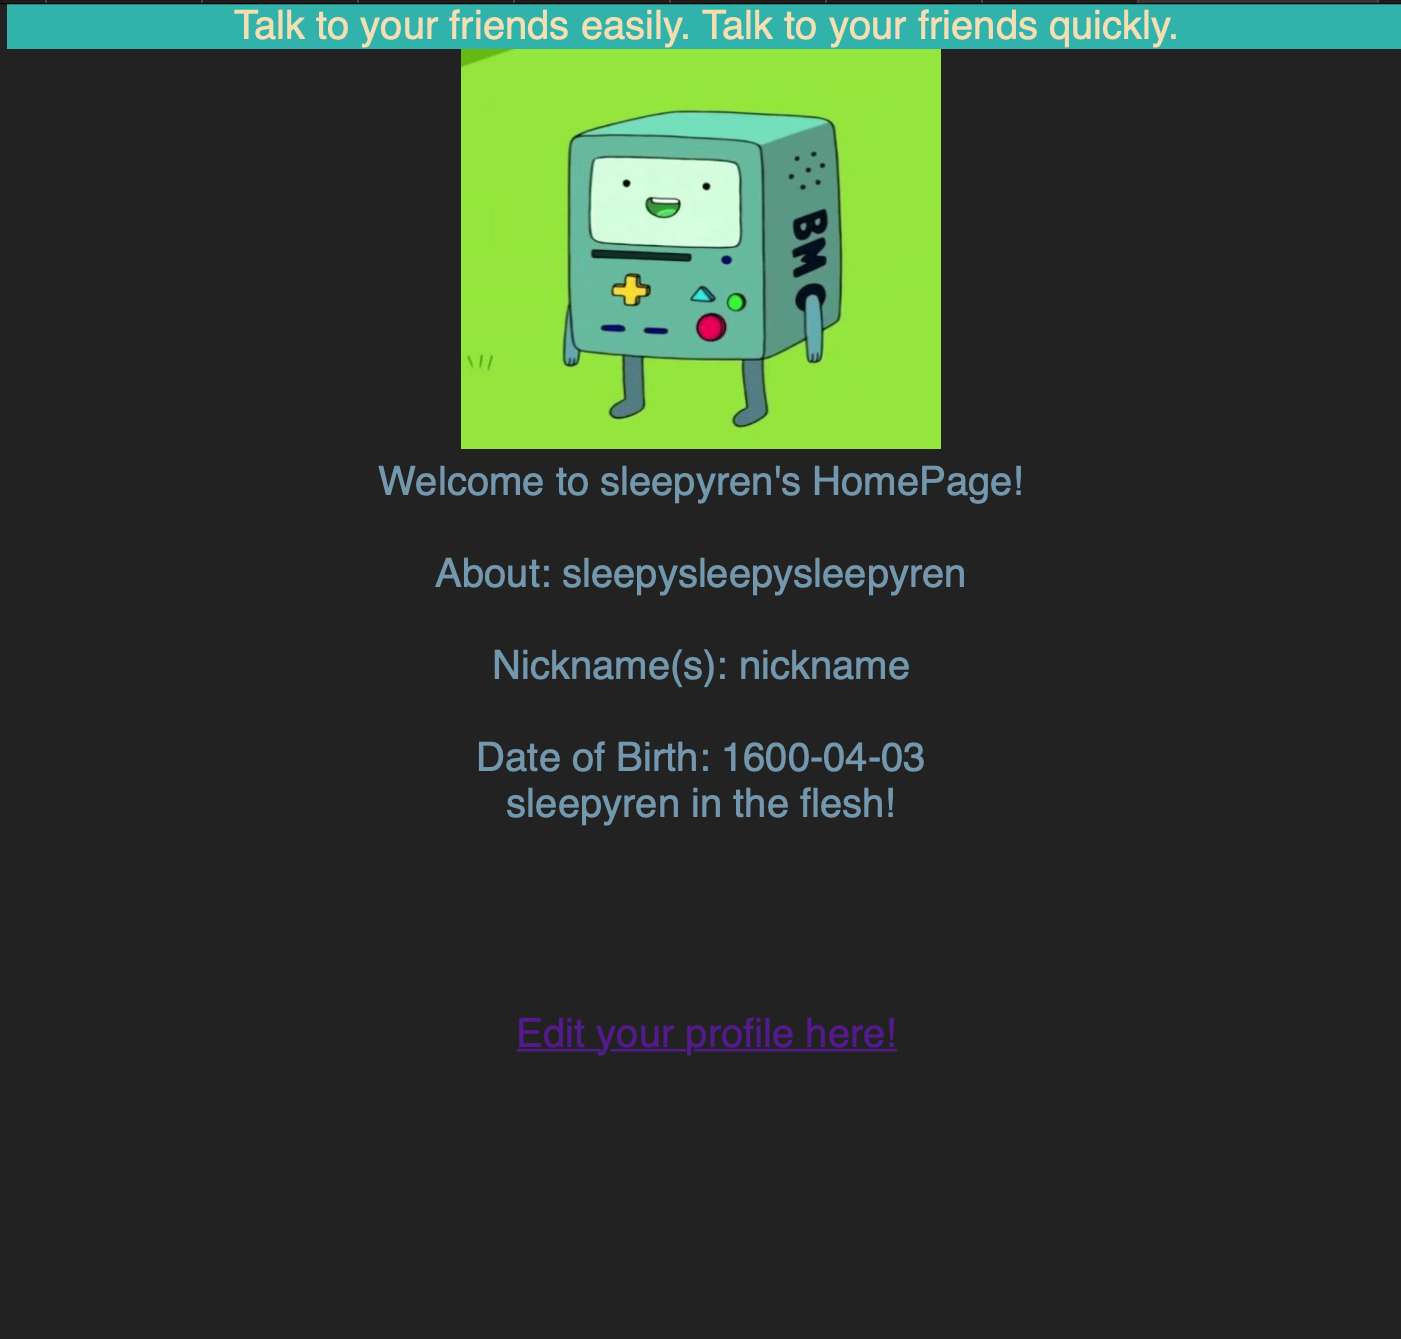 Talk to your friends easily. Talk to your friends quickly.
BMO
Welcome to sleepyren's HomePage!
About: sleepysleepysleepyren
Nickname(s): nickname
Date of Birth: 1600-04-03
sleepyren in the flesh!
Edit your profile here!